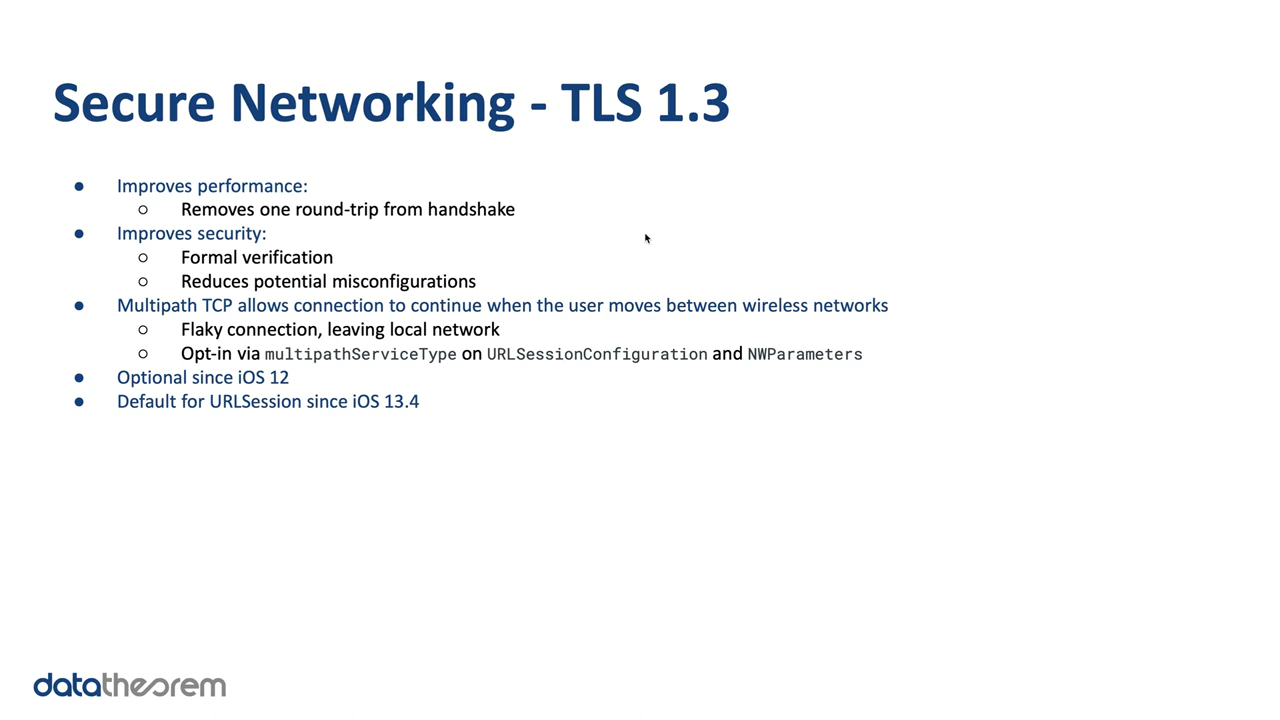 Secure Networking - TLS 1.3
● Improves performance:
○ Removes one round-trip from handshake
● Improves security:
○ Formal verification
○ Reduces potential misconfigurations
● Multipath TCP allows connection to continue when the user moves between wireless networks
○ Flaky connection, leaving local network
○ Opt-in via multipathServiceType on URLSessionConfiguration and NWParameters
● Optional since iOS 12
● Default for URLSession since iOS 13.4
datatheorem